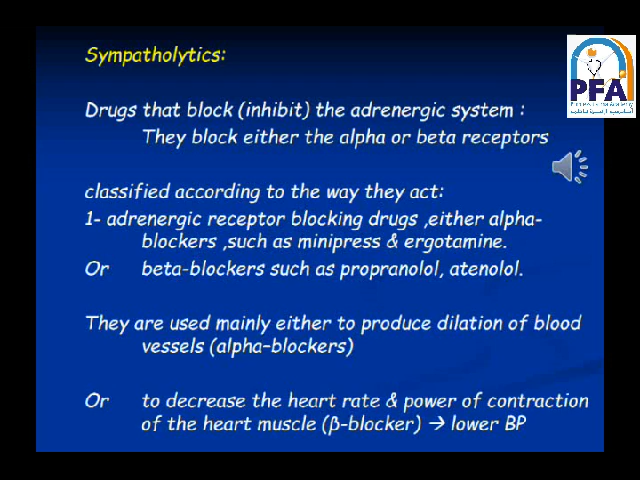 Sympatholytics:
Drugs that block (inhibit) the adrenergic system :
They block either the alpha or beta receptors
classified according to the way they act:
1- adrenergic receptor blocking drugs ,either alpha-
blockers ,such as minipress & ergotamine.
Or beta-blockers such as propranolol, atenolol.
They are used mainly either to produce dilation of blood
vessels (alpha-blockers)
Or to decrease the heart rate & power of contraction
of the heart muscle (β-blocker) → lower BP
PFA